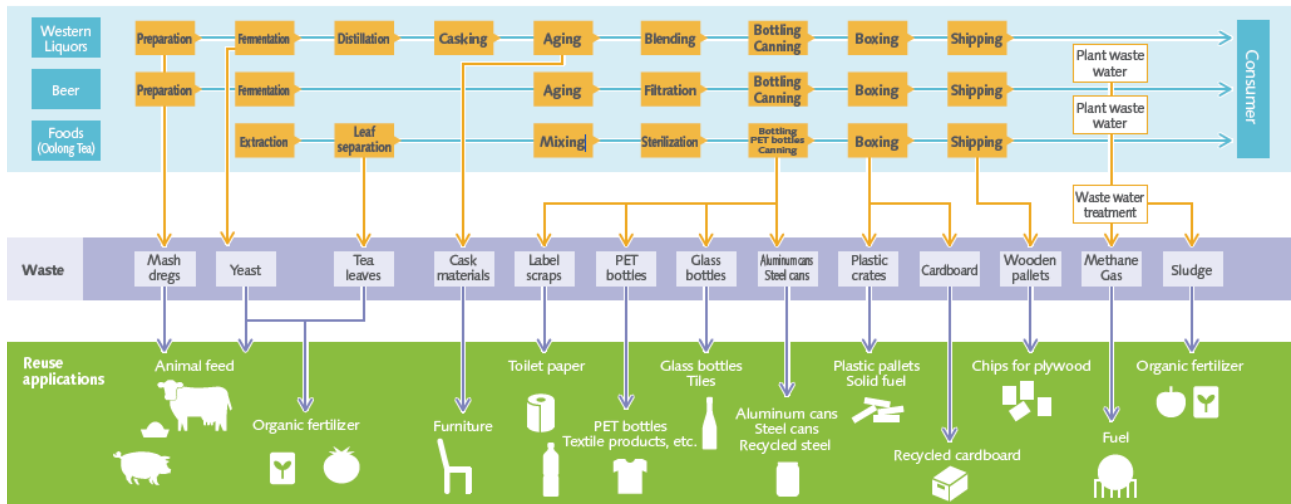 Western
Liquors
Preparation
Fermentation
Distillation
Casking
Aging
Blending
Bottling
Canning
Boxing
Shipping
Plant waste
water
Consumer
Beer
Preparation
Fermentation
Aging
Filtration
Bottling
Canning
Boxing
Shipping
Plant waste
water
Foods
(Oolong Tea)
Extraction
Leaf
separation
Mixing
Sterilization
Bottling
PET bottles
Canning
Boxing
Shipping
Waste water
treatment
Waste
Mash
dregs
Yeast
Tea
leaves
Cask
materials
Label
scraps
PET
bottles
Glass
bottles
Aluminum cans
Steel cans
Plastic
crates
Cardboard
Wooden
pallets
Methane
Gas
Sludge
Reuse
applications
Animal feed
Organic fertilizer
Furniture
Toilet paper
PET bottles
Textile products, etc.
Glass bottles
Tiles
Aluminum cans
Steel cans
Recycled steel
Plastic pallets
Solid fuel
Recycled cardboard
Chips for plywood
Fuel
Organic fertilizer